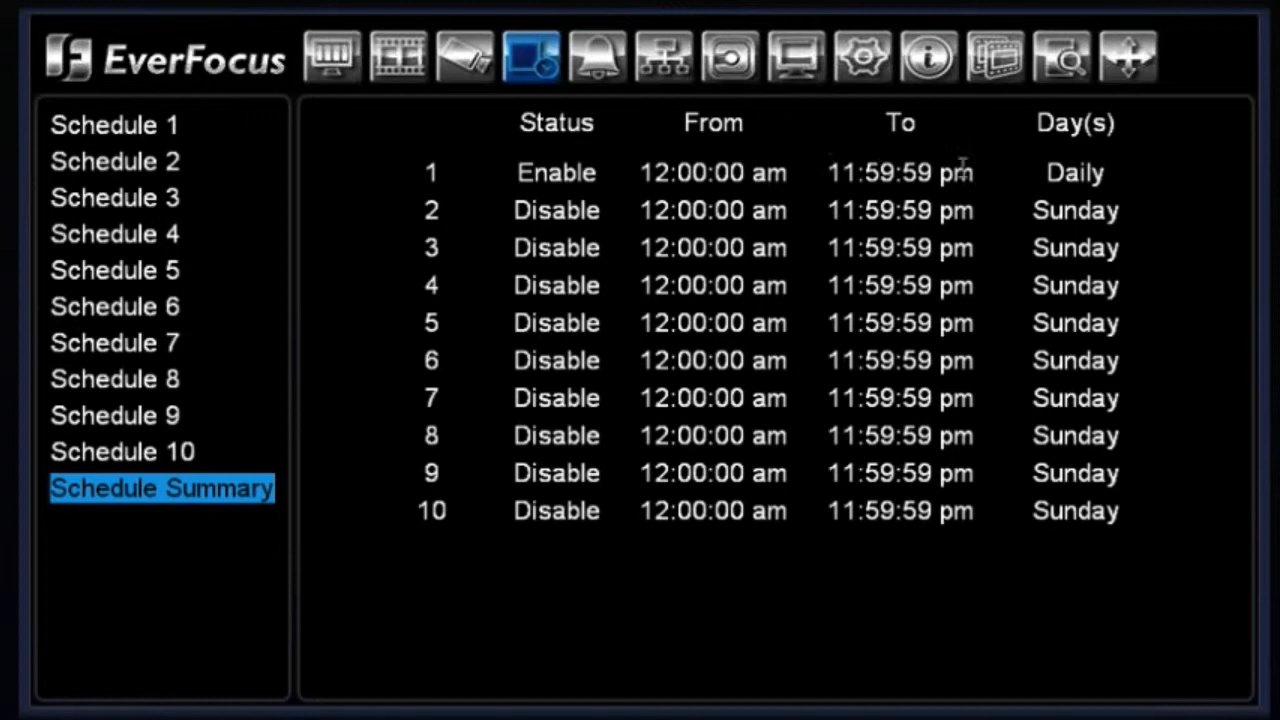 EverFocus
Schedule 1
Schedule 2
Schedule 3
Schedule 4
Schedule 5
Schedule 6
Schedule 7
Schedule 8
Schedule 9
Schedule 10
Schedule Summary
Status From To Day(s)
1 Enable 12:00:00 am 11:59:59 pm Daily
2 Disable 12:00:00 am 11:59:59 pm Sunday
3 Disable 12:00:00 am 11:59:59 pm Sunday
4 Disable 12:00:00 am 11:59:59 pm Sunday
5 Disable 12:00:00 am 11:59:59 pm Sunday
6 Disable 12:00:00 am 11:59:59 pm Sunday
7 Disable 12:00:00 am 11:59:59 pm Sunday
8 Disable 12:00:00 am 11:59:59 pm Sunday
9 Disable 12:00:00 am 11:59:59 pm Sunday
10 Disable 12:00:00 am 11:59:59 pm Sunday